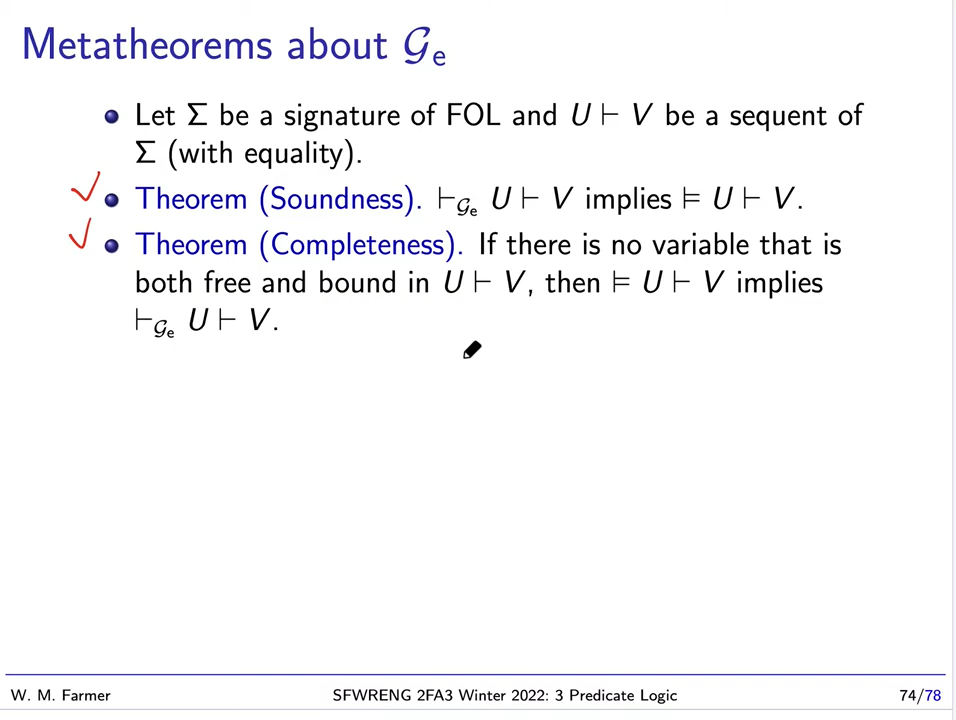 Metatheorems about 𝒢ₑ
Let Σ be a signature of FOL and U ⊢ V be a sequent of
Σ (with equality).
Theorem (Soundness). ⊢𝒢ₑ U ⊢ V implies ⊨ U ⊢ V.
Theorem (Completeness). If there is no variable that is
both free and bound in U ⊢ V, then ⊨ U ⊢ V implies
⊢𝒢ₑ U ⊢ V.
W. M. Farmer SFWRENG 2FA3 Winter 2022: 3 Predicate Logic 74/78